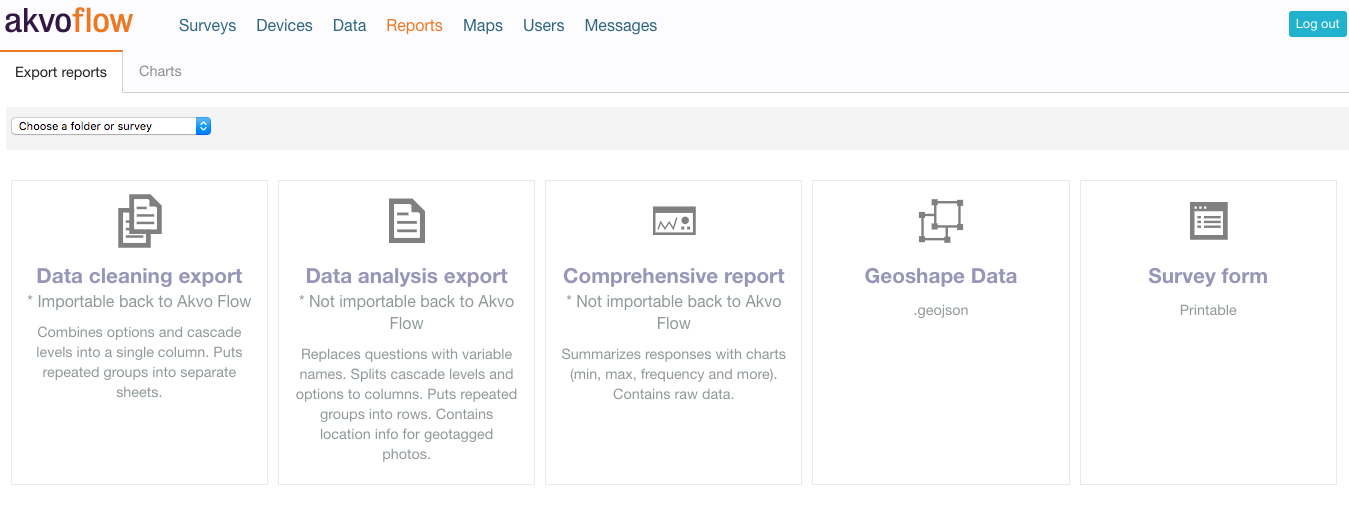 akvoflow
Surveys Devices Data Reports Maps Users Messages
Log out
Export reports Charts
Choose a folder or survey
Data cleaning export
* Importable back to Akvo Flow
Combines options and cascade
levels into a single column. Puts
repeated groups into separate
sheets.
Data analysis export
* Not importable back to Akvo
Flow
Replaces questions with variable
names. Splits cascade levels and
options to columns. Puts repeated
groups into rows. Contains
location info for geotagged
photos.
Comprehensive report
* Not importable back to Akvo
Flow
Summarizes responses with charts
(min, max, frequency and more).
Contains raw data.
Geoshape Data
.geojson
Survey form
Printable